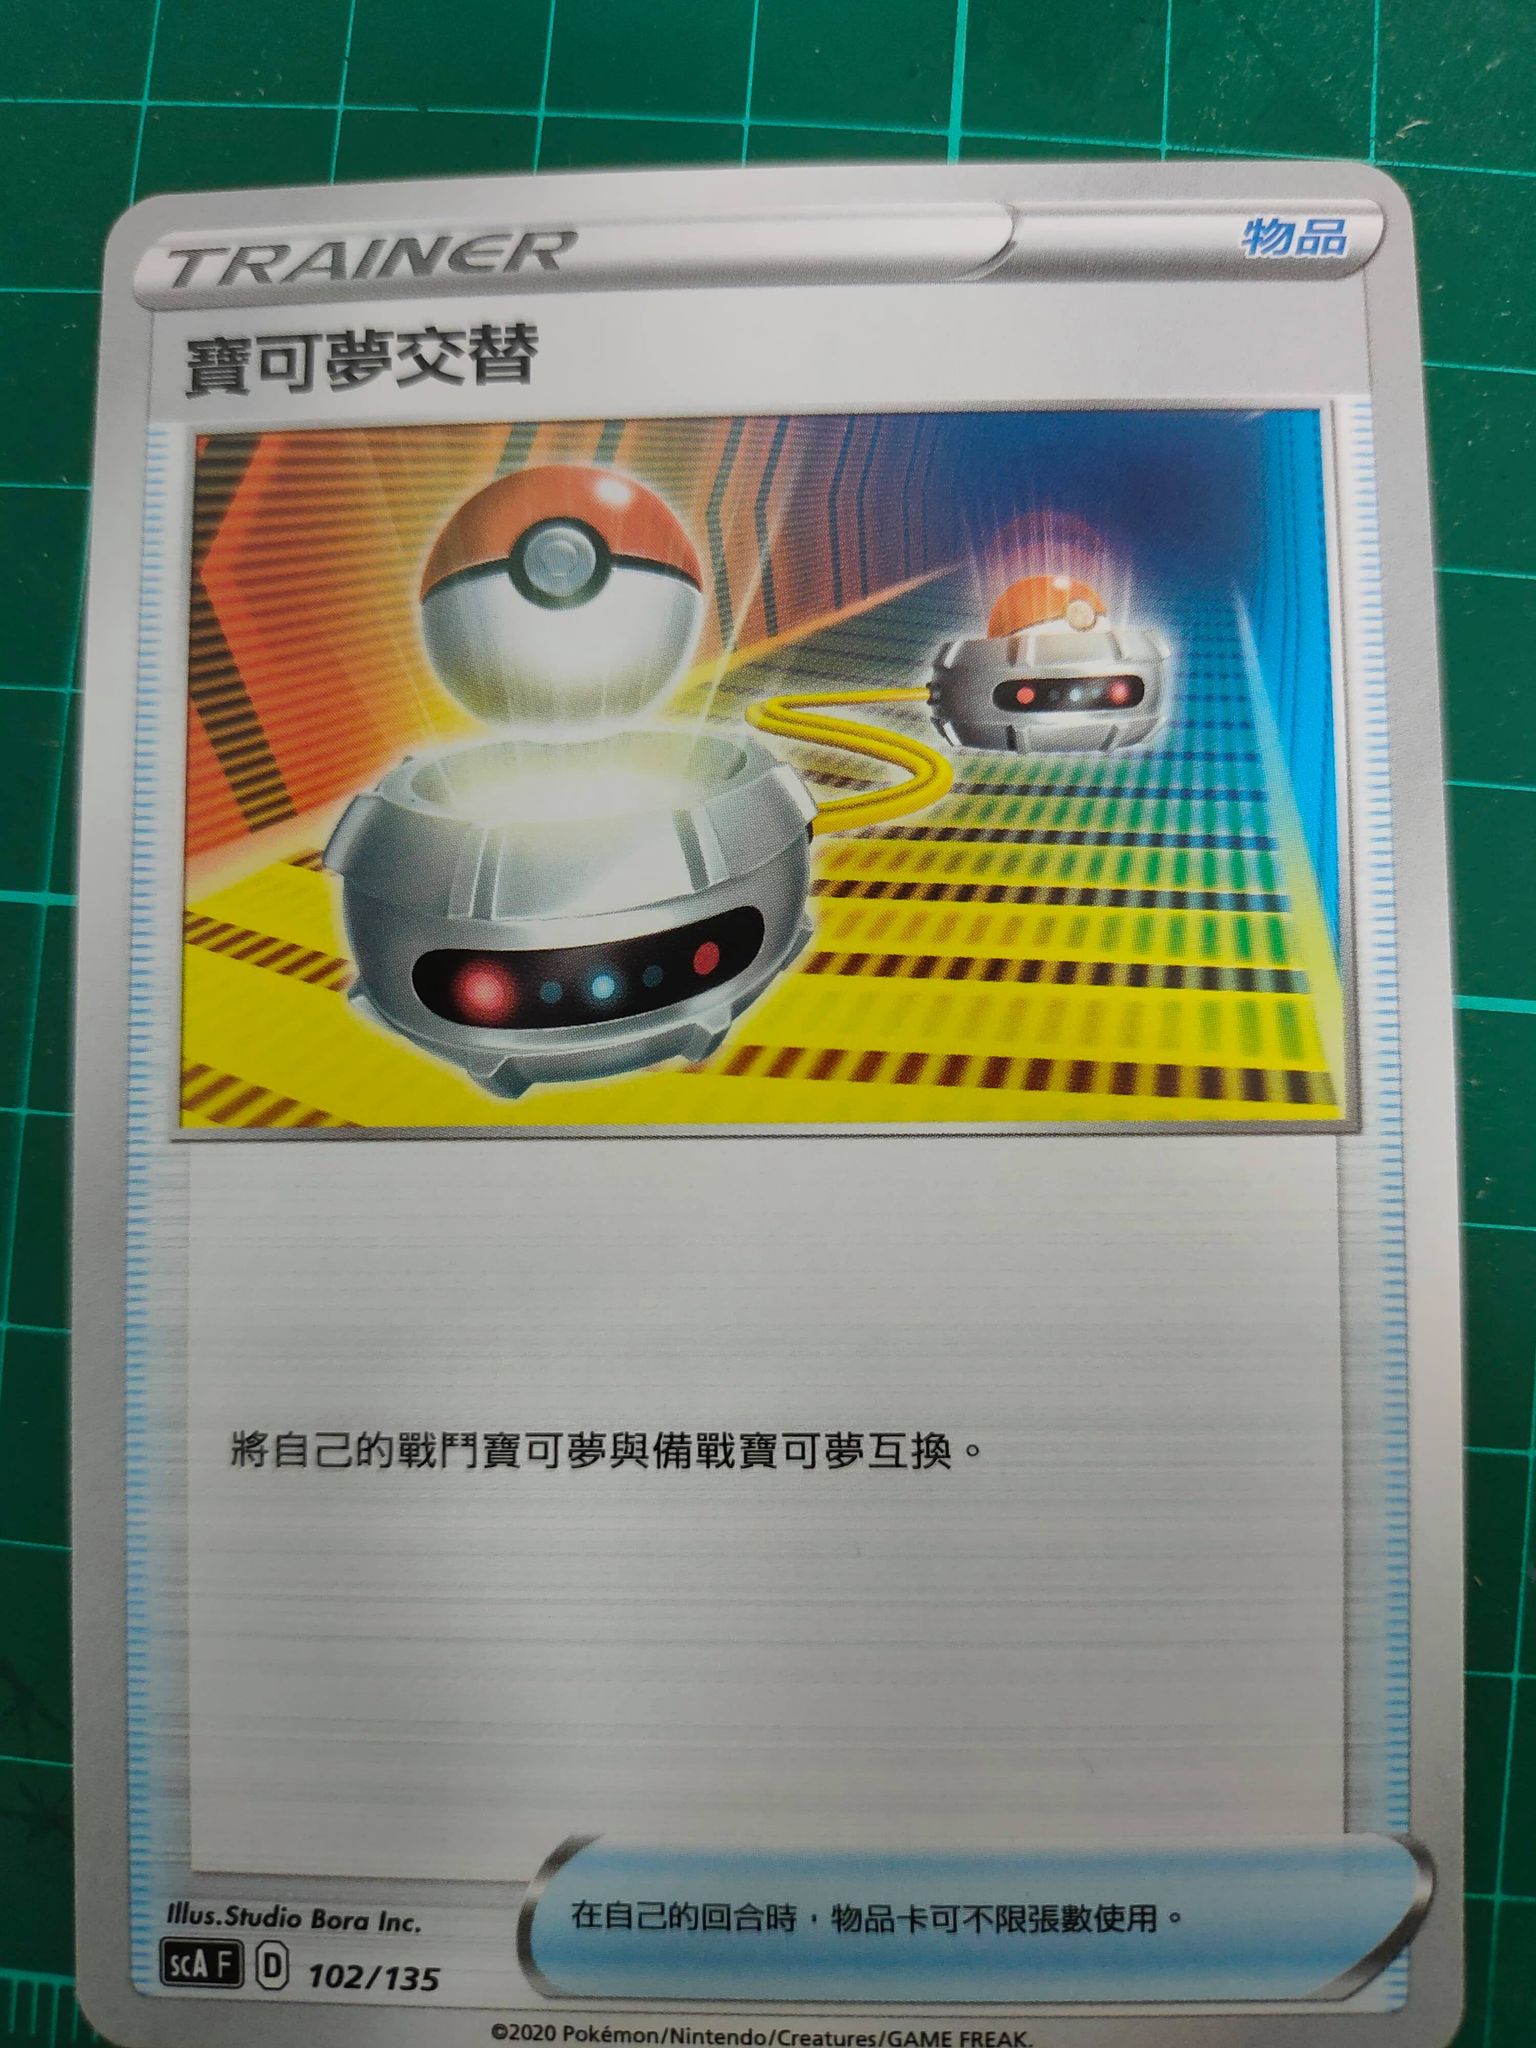 TRAINER
物品
寶可夢交替
將自己的戰鬥寶可夢與備戰寶可夢互換。
Illus.Studio Bora Inc.
在自己的回合時，物品卡可不限張數使用。
scA F D 102/135
©2020 Pokémon/Nintendo/Creatures/GAME FREAK.